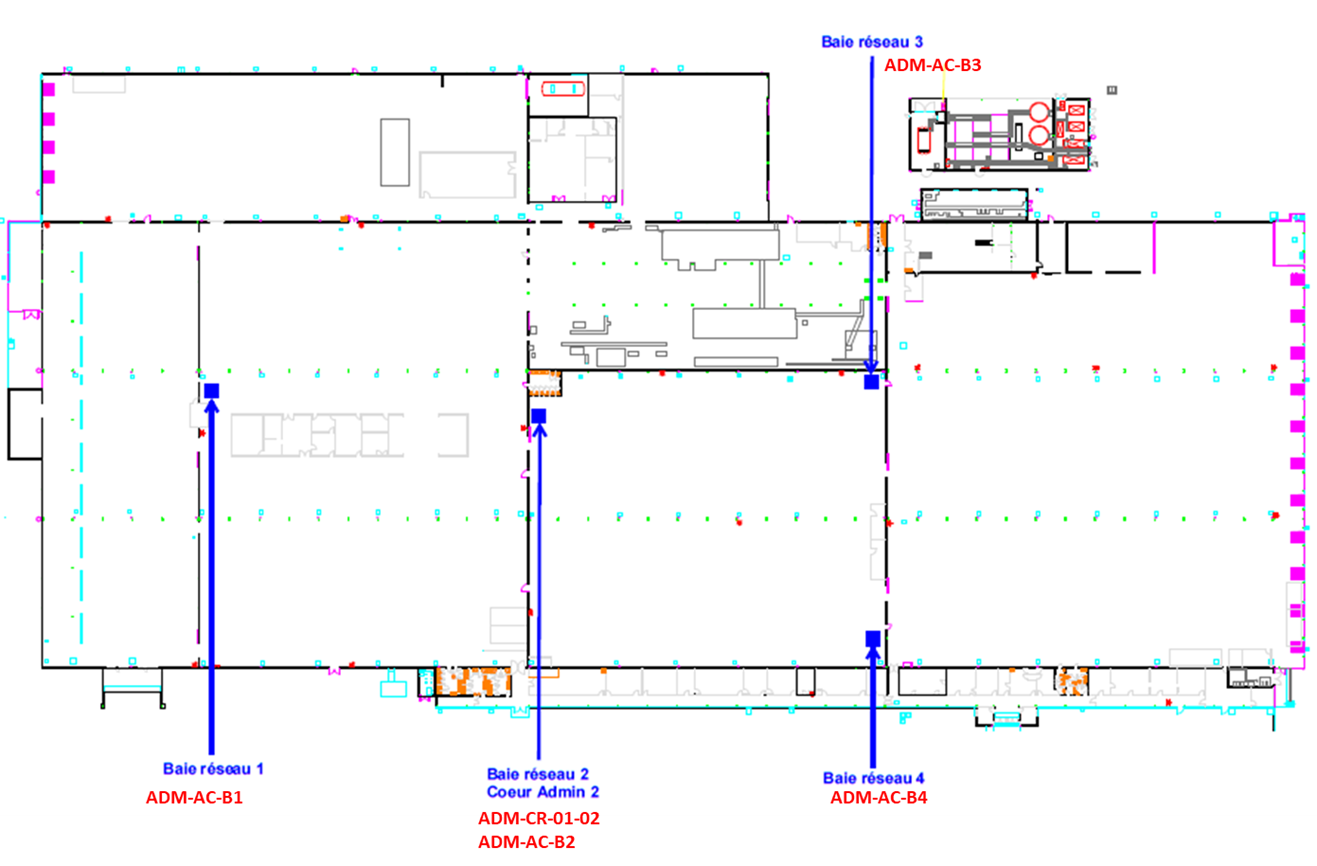 Baie réseau 3
ADM-AC-B3
Baie réseau 1
ADM-AC-B1
Baie réseau 2
Coeur Admin 2
ADM-CR-01-02
ADM-AC-B2
Baie réseau 4
ADM-AC-B4